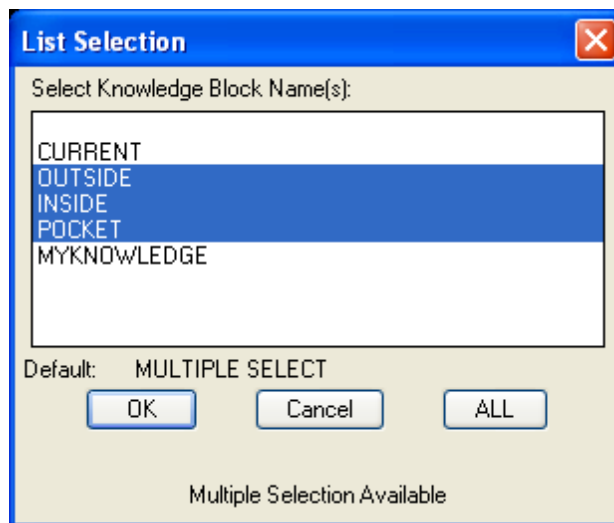 List Selection
Select Knowledge Block Name(s):
CURRENT
OUTSIDE
INSIDE
POCKET
MYKNOWLEDGE
Default: MULTIPLE SELECT
OK Cancel ALL
Multiple Selection Available